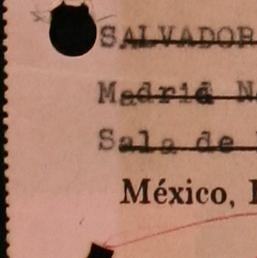 SALVADOR
Madrid N
Sala de
México,